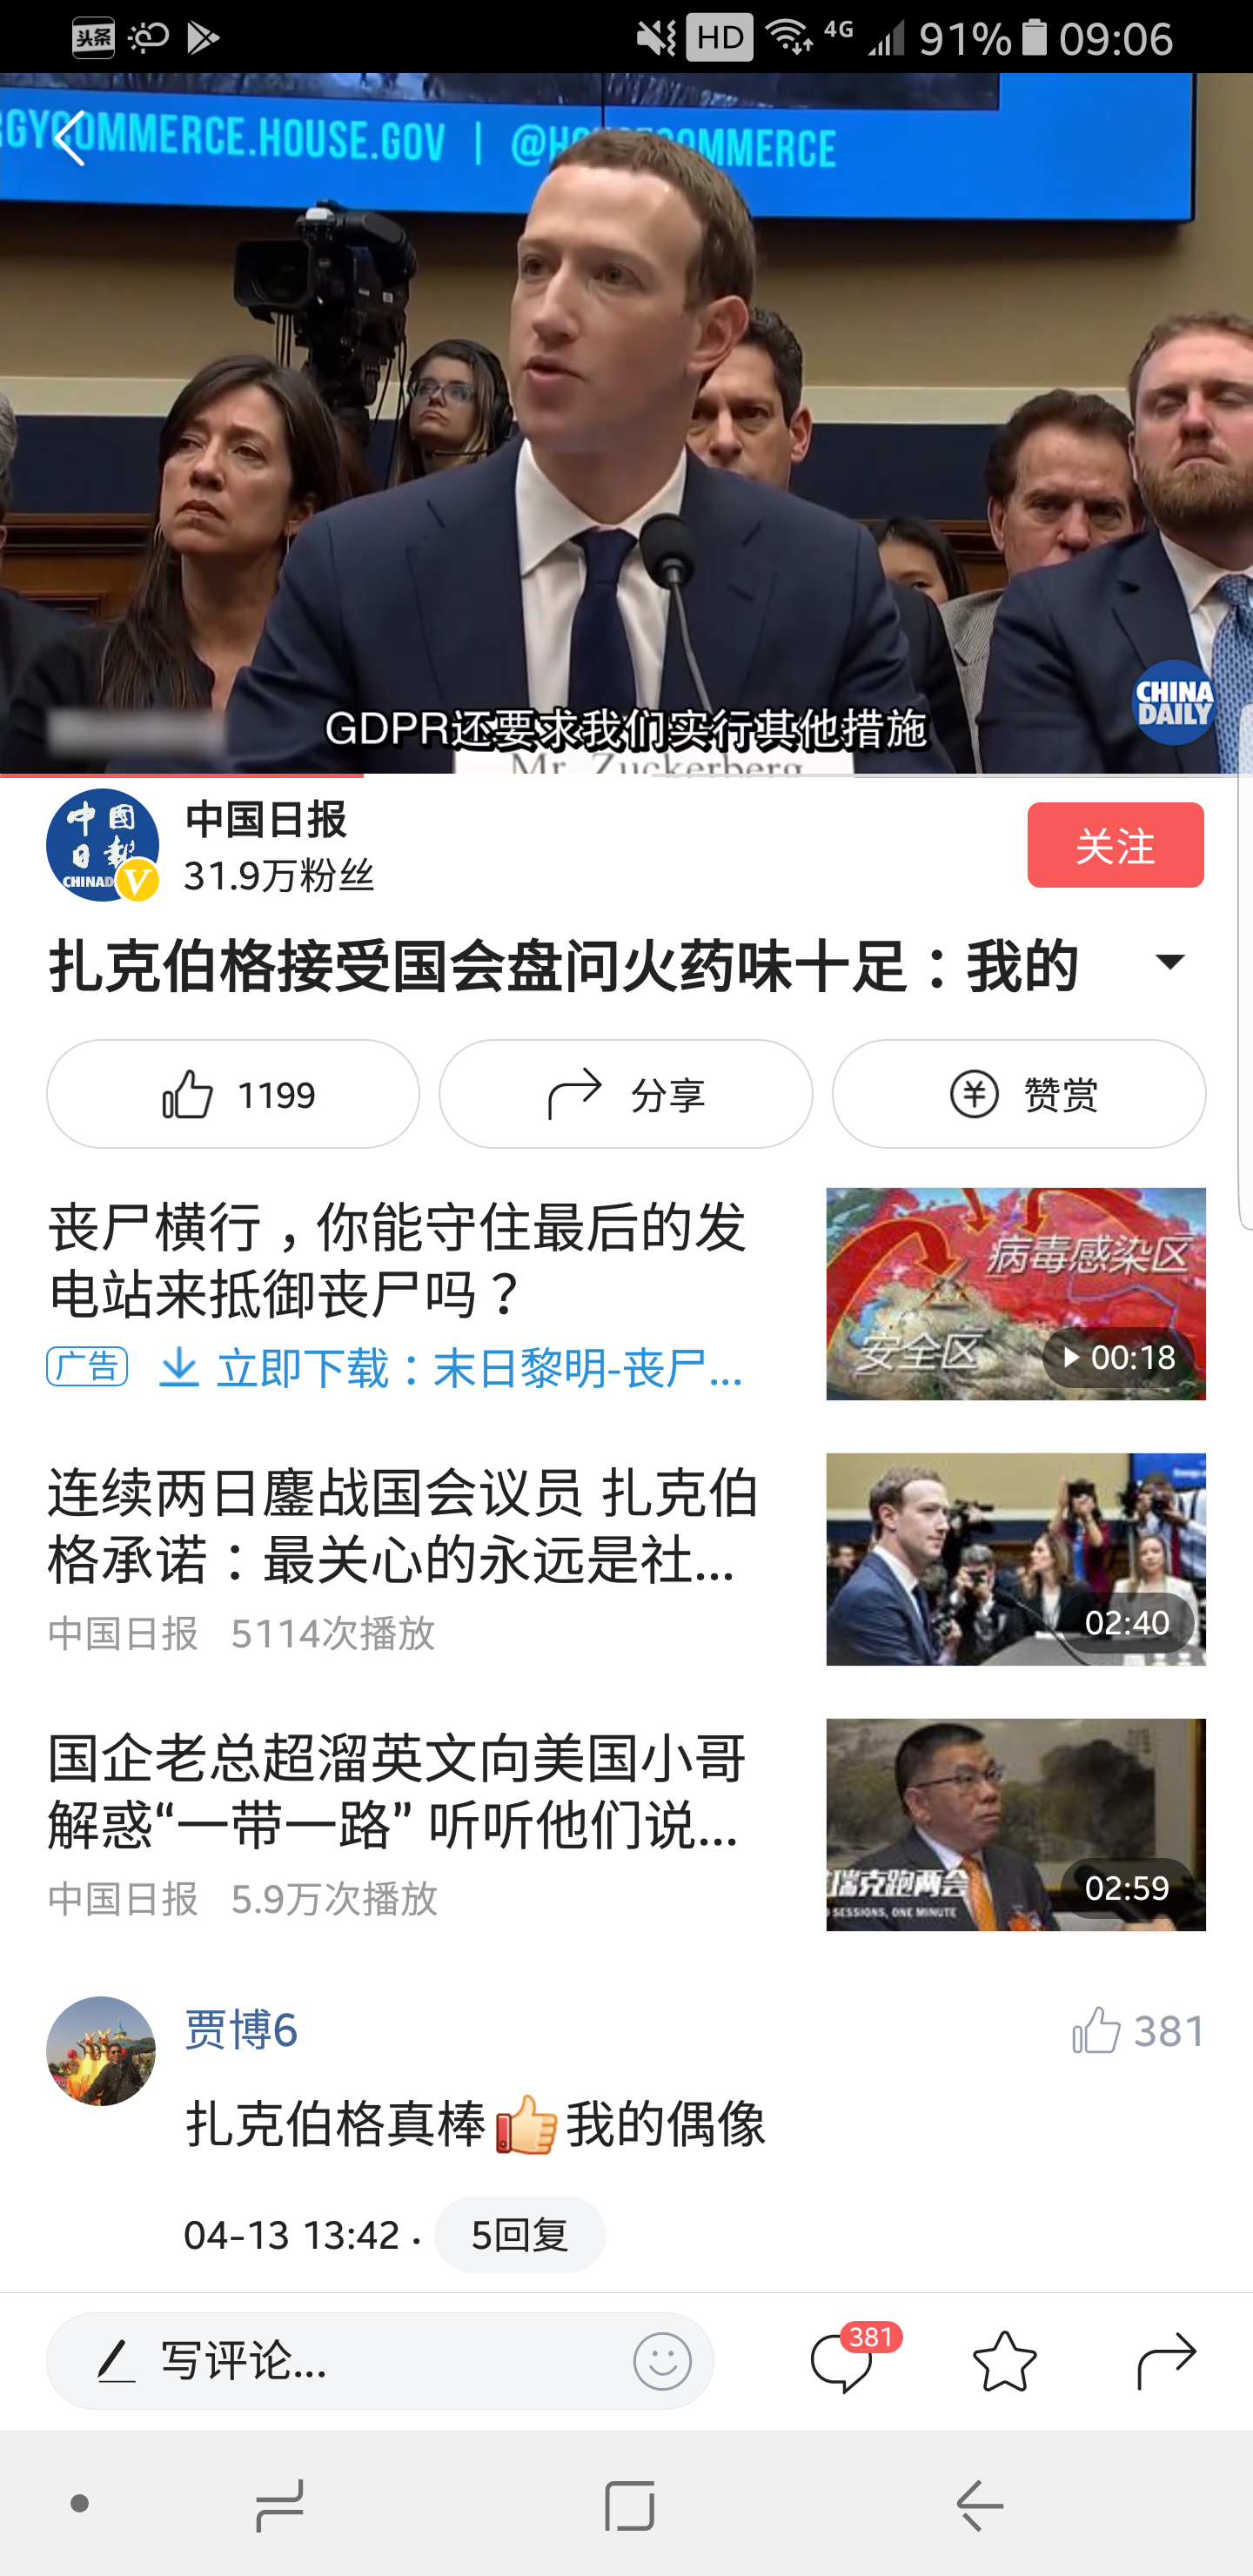 头条
HD
4G
91%
09:06
RGYCOMMERCE.HOUSE.GOV | @HOUSECOMMERCE
CHINA
DAILY
GDPR还要求我们实行其他措施
Mr. Zuckerberg
中國
日報
CHINAD
V
中国日报
31.9万粉丝
关注
扎克伯格接受国会盘问火药味十足：我的
1199
分享
赞赏
丧尸横行，你能守住最后的发
电站来抵御丧尸吗？
广告 立即下载：末日黎明-丧尸...
病毒感染区
安全区
00:18
连续两日鏖战国会议员 扎克伯
格承诺：最关心的永远是社...
中国日报 5114次播放
02:40
国企老总超溜英文向美国小哥
解惑“一带一路” 听听他们说...
中国日报 5.9万次播放
瑞克跑两会
SESSIONS, ONE MINUTE
02:59
贾博6
381
扎克伯格真棒👍我的偶像
04-13 13:42 · 5回复
写评论...
381